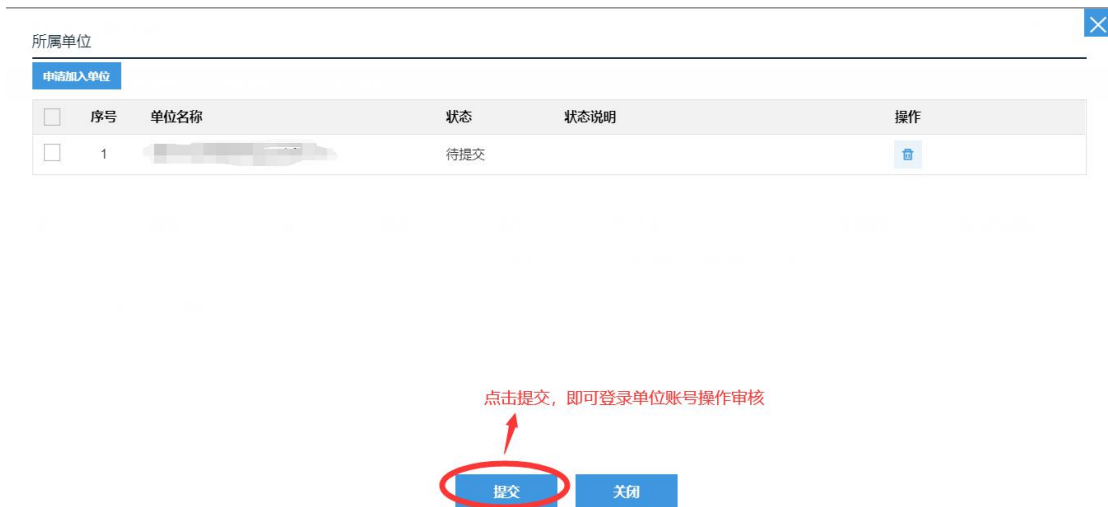 所属单位
申请加入单位
序号 单位名称 状态 状态说明 操作
1 待提交
点击提交，即可登录单位账号操作审核
提交 关闭